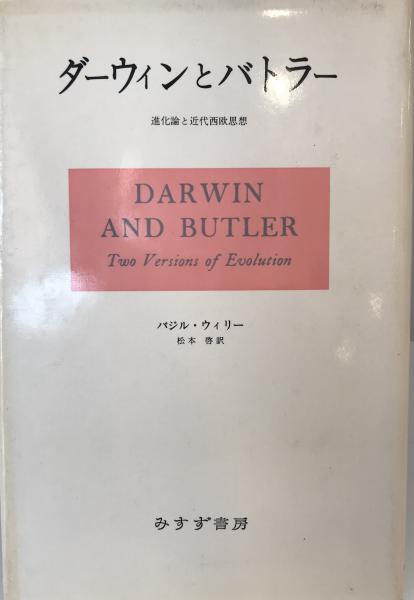 ダーウィンとバトラー
進化論と近代西欧思想
DARWIN
AND BUTLER
Two Versions of Evolution
バジル・ウィリー
松本 啓訳
みすず書房